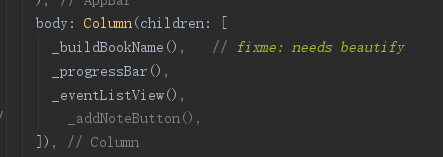 ), // AppBar
body: Column(children: [
_buildBookName(), // fixme: needs beautify
_progressBar(),
_eventListView(),
/ _addNoteButton(),
]), // Column